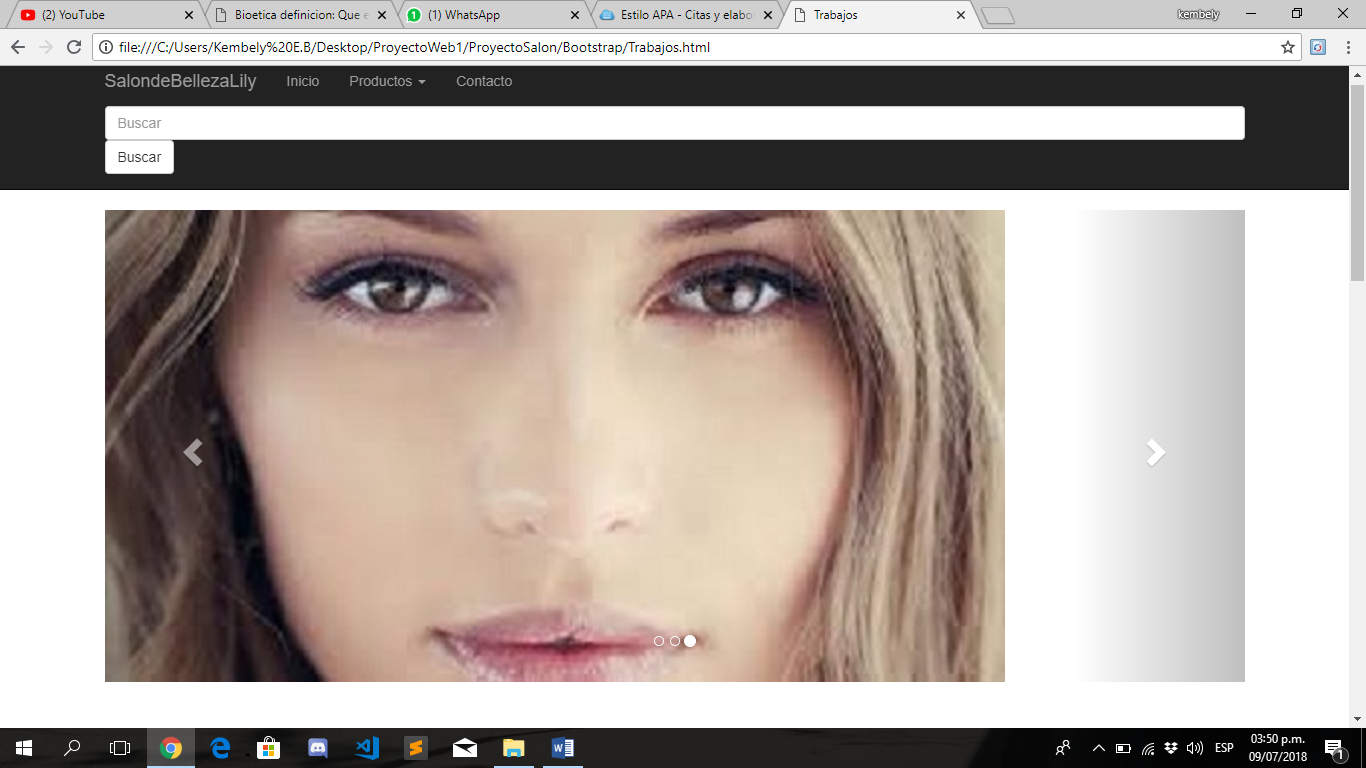 (2) YouTube
Bioetica definicion: Que e
(1) WhatsApp
Estilo APA - Citas y elabo
Trabajos
kembely
file:///C:/Users/Kembely%20E.B/Desktop/ProyectoWeb1/ProyectoSalon/Bootstrap/Trabajos.html
SalondeBellezaLily Inicio Productos Contacto
Buscar
Buscar
ESP
03:50 p.m.
09/07/2018
1